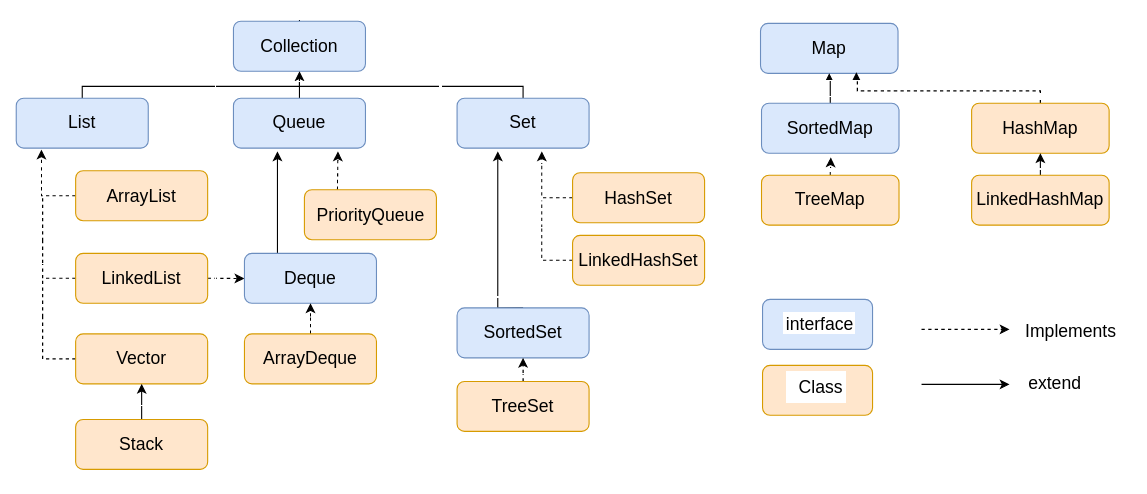 Collection
Map
List
Queue
Set
SortedMap
HashMap
ArrayList
PriorityQueue
HashSet
TreeMap
LinkedHashMap
LinkedList
Deque
LinkedHashSet
SortedSet
interface
Implements
Vector
ArrayDeque
TreeSet
Class
extend
Stack